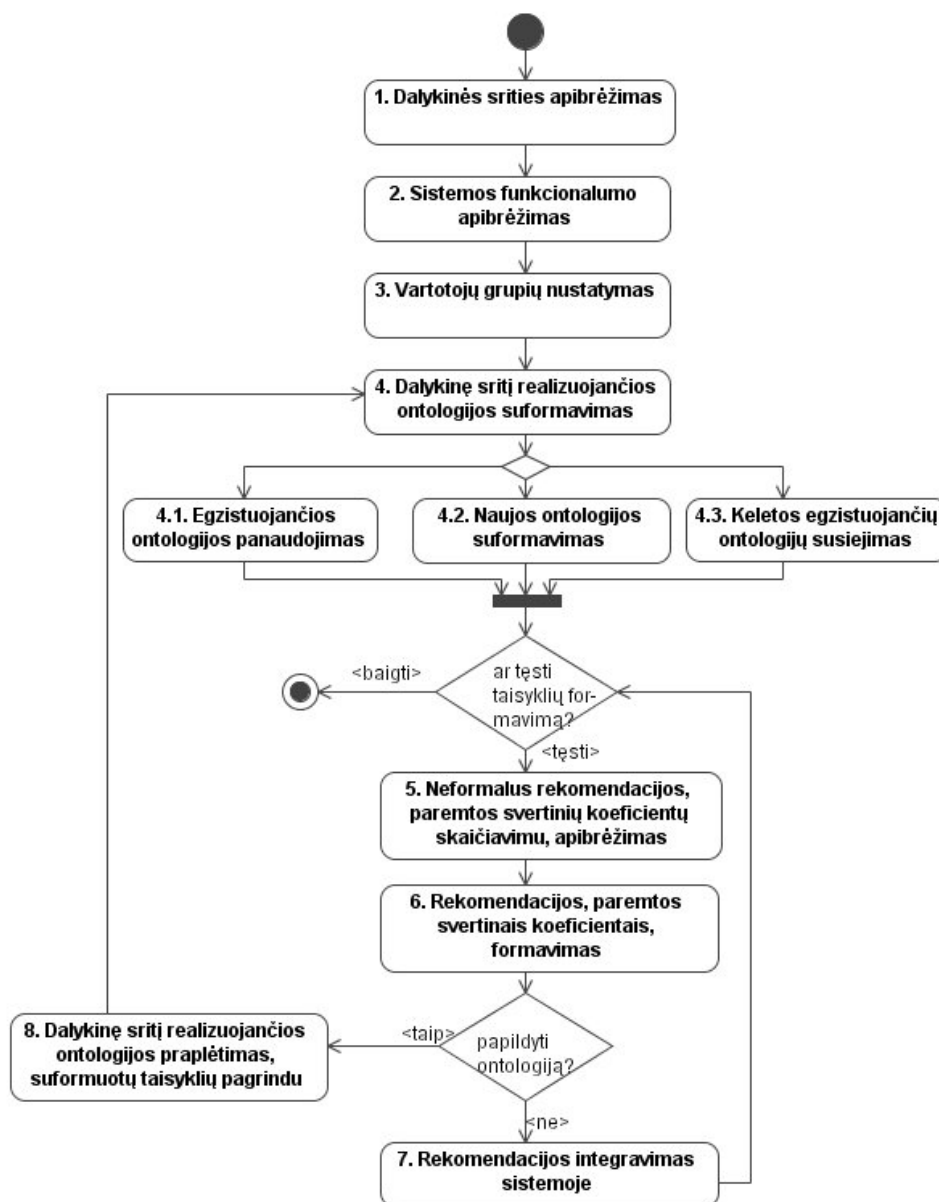 1. Dalykinės srities apibrėžimas
2. Sistemos funkcionalumo
apibrėžimas
3. Vartotojų grupių nustatymas
4. Dalykinę sritį realizuojančios
ontologijos suformavimas
4.1. Egzistuojančios
ontologijos panaudojimas
4.2. Naujos ontologijos
suformavimas
4.3. Keletos egzistuojančių
ontologijų susiejimas
<baigti>
ar tęsti
taisyklių for-
mavimą?
<tęsti>
5. Neformalus rekomendacijos,
paremtos svertinių koeficientų
skaičiavimu, apibrėžimas
6. Rekomendacijos, paremtos
svertinais koeficientais,
formavimas
8. Dalykinę sritį realizuojančios
ontologijos praplėtimas,
suformuotų taisyklių pagrindu
<taip>
papildyti
ontologiją?
<ne>
7. Rekomendacijos integravimas
sistemoje